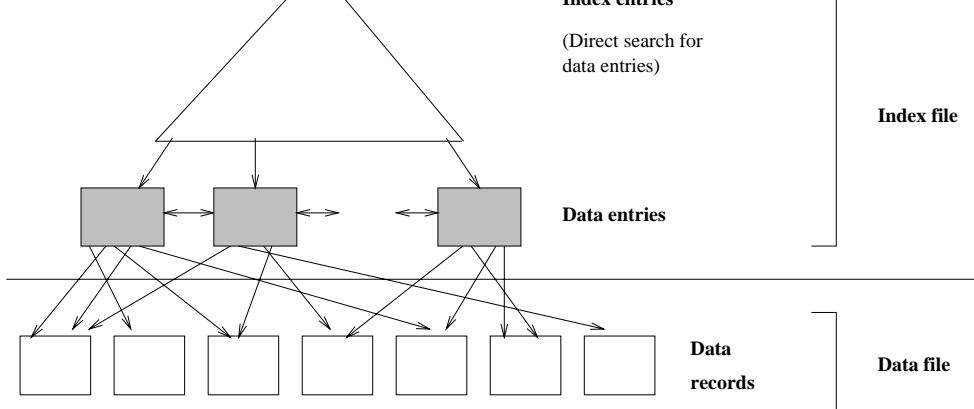 Index entries
(Direct search for
data entries)
Index file
Data entries
Data
records
Data file